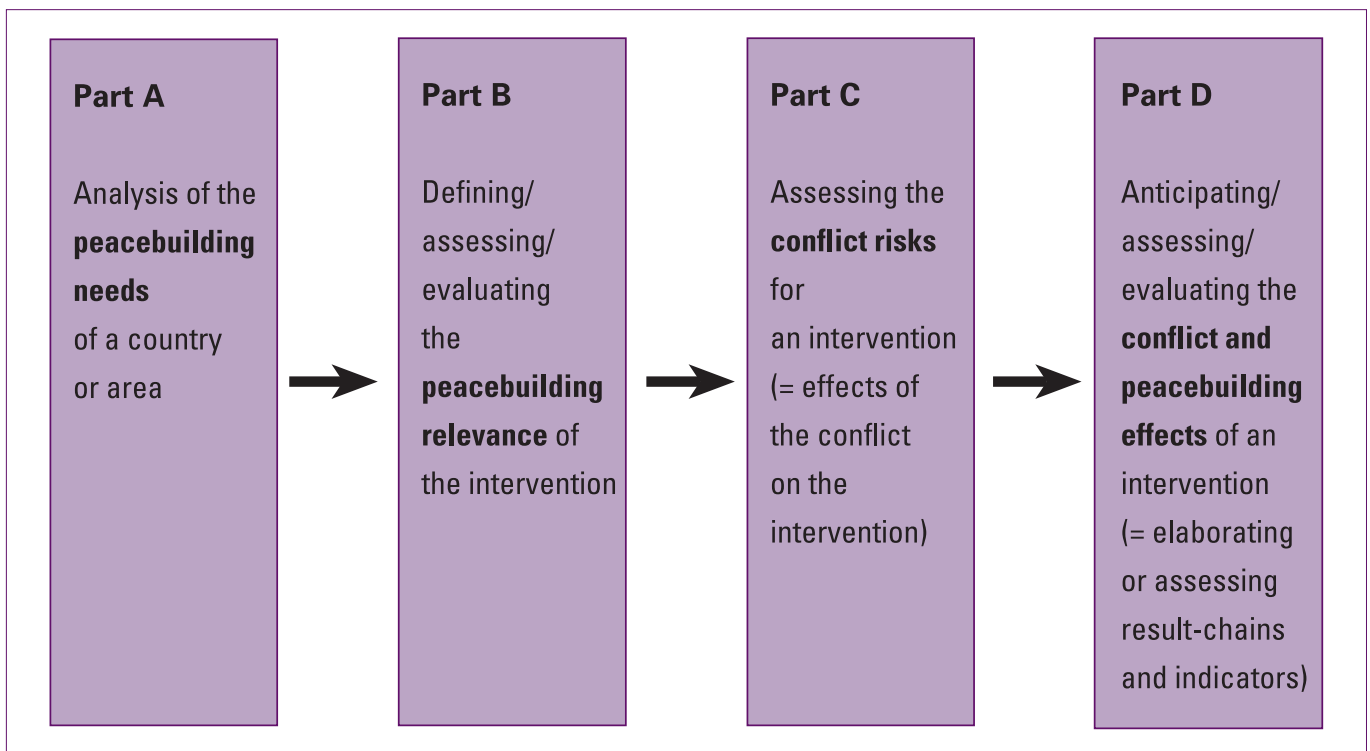 Part A
Analysis of the
peacebuilding
needs
of a country
or area
Part B
Defining/
assessing/
evaluating
the
peacebuilding
relevance of
the intervention
Part C
Assessing the
conflict risks
for
an intervention
(= effects of
the conflict
on the
intervention)
Part D
Anticipating/
assessing/
evaluating the
conflict and
peacebuilding
effects of an
intervention
(= elaborating
or assessing
result-chains
and indicators)